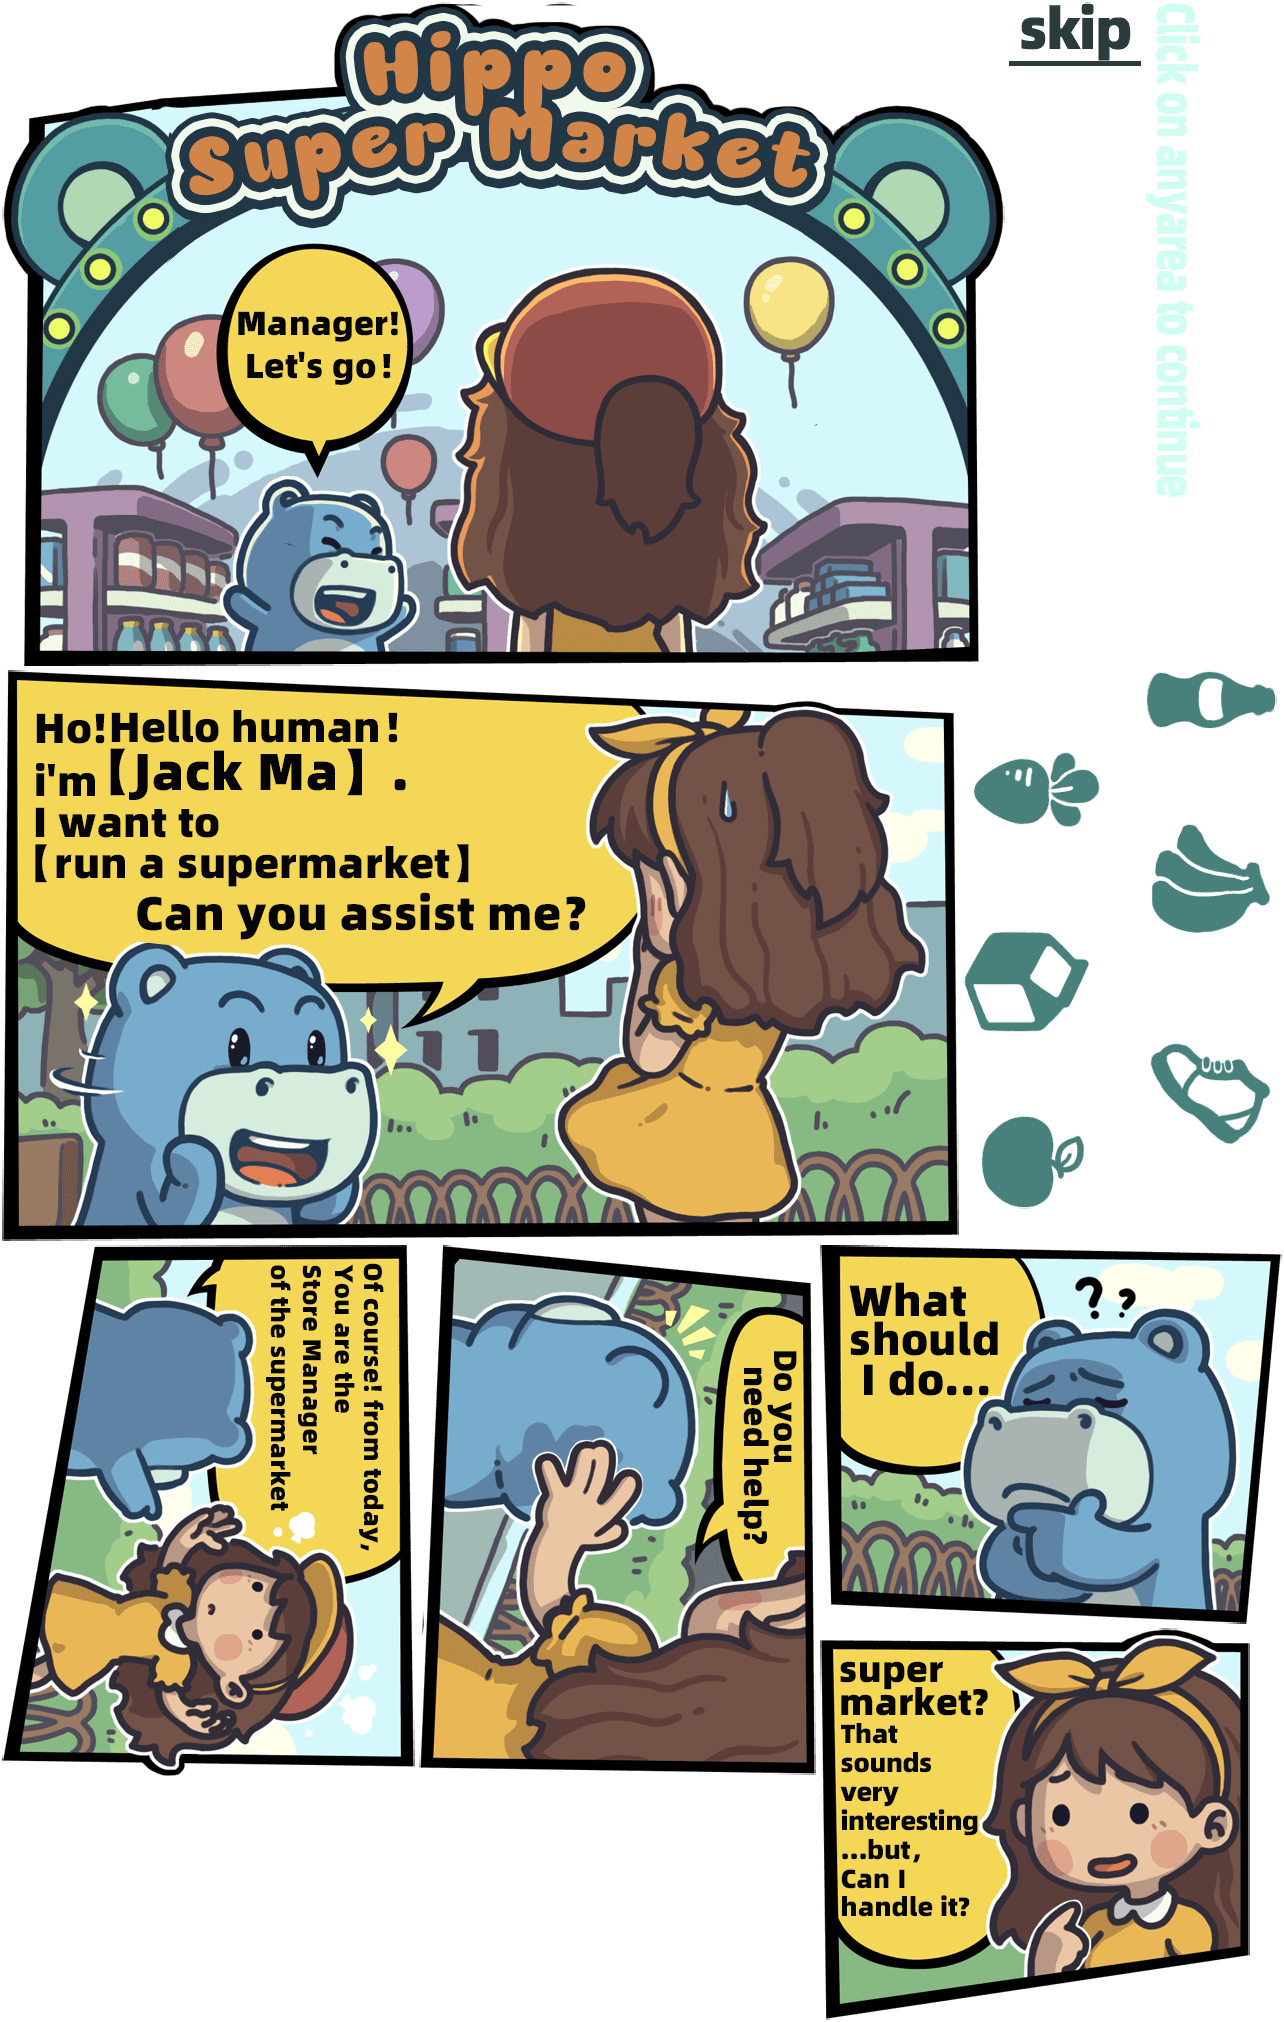 Hippo
Super Market
skip
Click on anyarea to continue
Manager!
Let's go!
Ho!Hello human!
i'm【Jack Ma】.
I want to
【run a supermarket】
Can you assist me?
Of course! from today,
You are the
Store Manager
of the supermarket
Do you
need help?
What
should
I do...
? ?
super
market?
That
sounds
very
interesting
...but,
Can I
handle it?